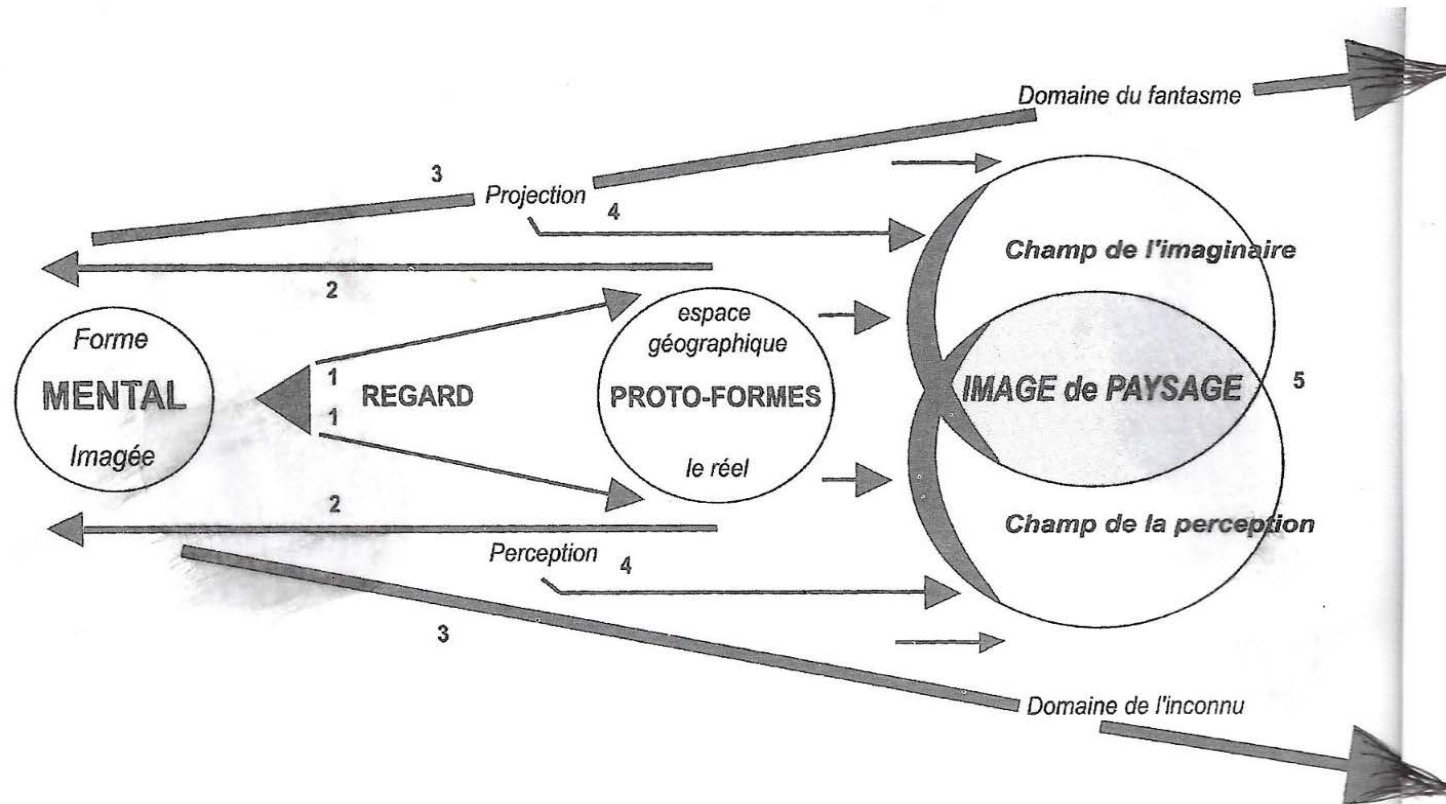 Domaine du fantasme
3
Projection
4
Champ de l'imaginaire
2
Forme
MENTAL
Imagée
1
1
REGARD
espace
géographique
PROTO-FORMES
le réel
IMAGE de PAYSAGE
5
2
Champ de la perception
Perception
4
3
Domaine de l'inconnu